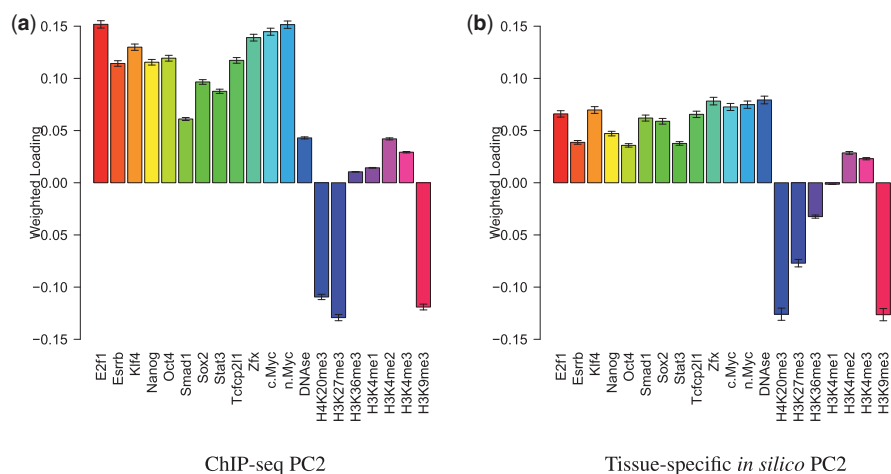 (a)
Weighted Loading
0.15
0.10
0.05
0.00
−0.05
−0.10
−0.15
E2f1
Esrrb
Klf4
Nanog
Oct4
Smad1
Sox2
Stat3
Tcfcp2l1
Zfx
c.Myc
n.Myc
DNAse
H4K20me3
H3K27me3
H3K36me3
H3K4me1
H3K4me2
H3K4me3
H3K9me3
ChIP-seq PC2
(b)
Weighted Loading
0.15
0.10
0.05
0.00
−0.05
−0.10
−0.15
E2f1
Esrrb
Klf4
Nanog
Oct4
Smad1
Sox2
Stat3
Tcfcp2l1
Zfx
c.Myc
n.Myc
DNAse
H4K20me3
H3K27me3
H3K36me3
H3K4me1
H3K4me2
H3K4me3
H3K9me3
Tissue-specific in silico PC2